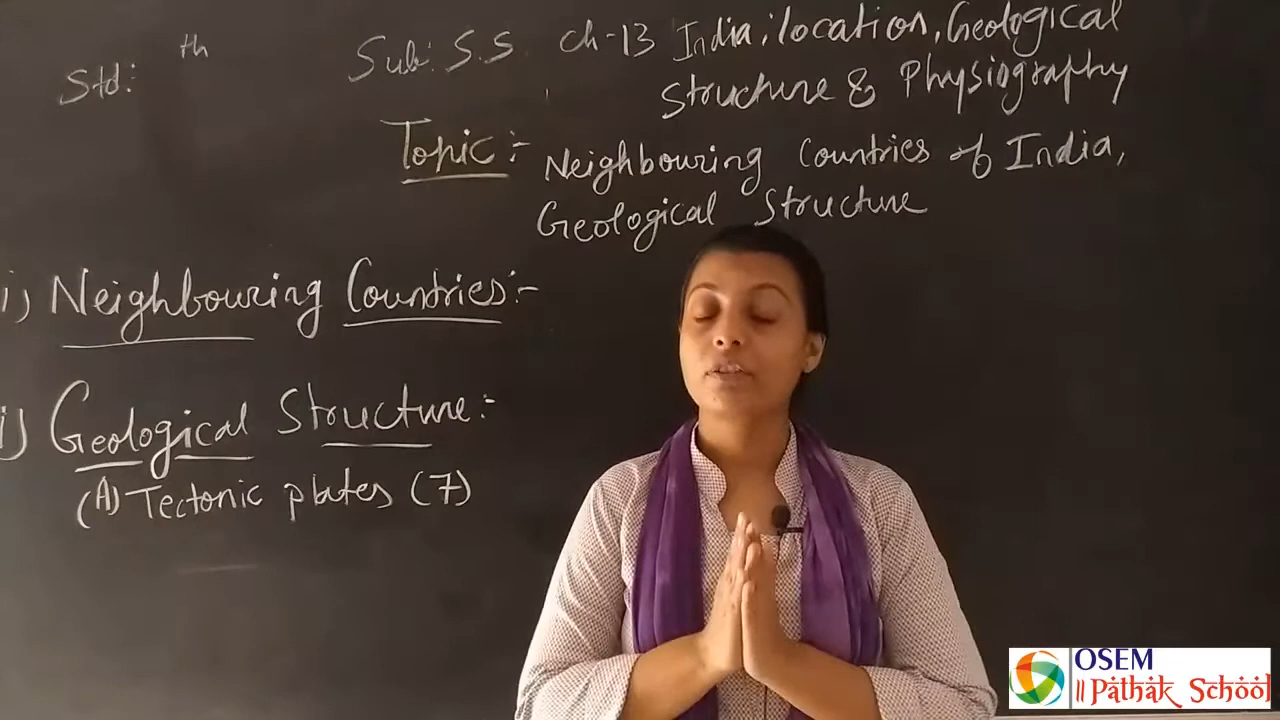 Std: th Sub: S.S. Ch-13 India, location, Geological
Structure & Physiography
Topic:- Neighbouring Countries of India,
Geological Structure
i) Neighbouring Countries:-
i) Geological Structure:-
(A) Tectonic plates (7)
OSEM
|| Pathak School